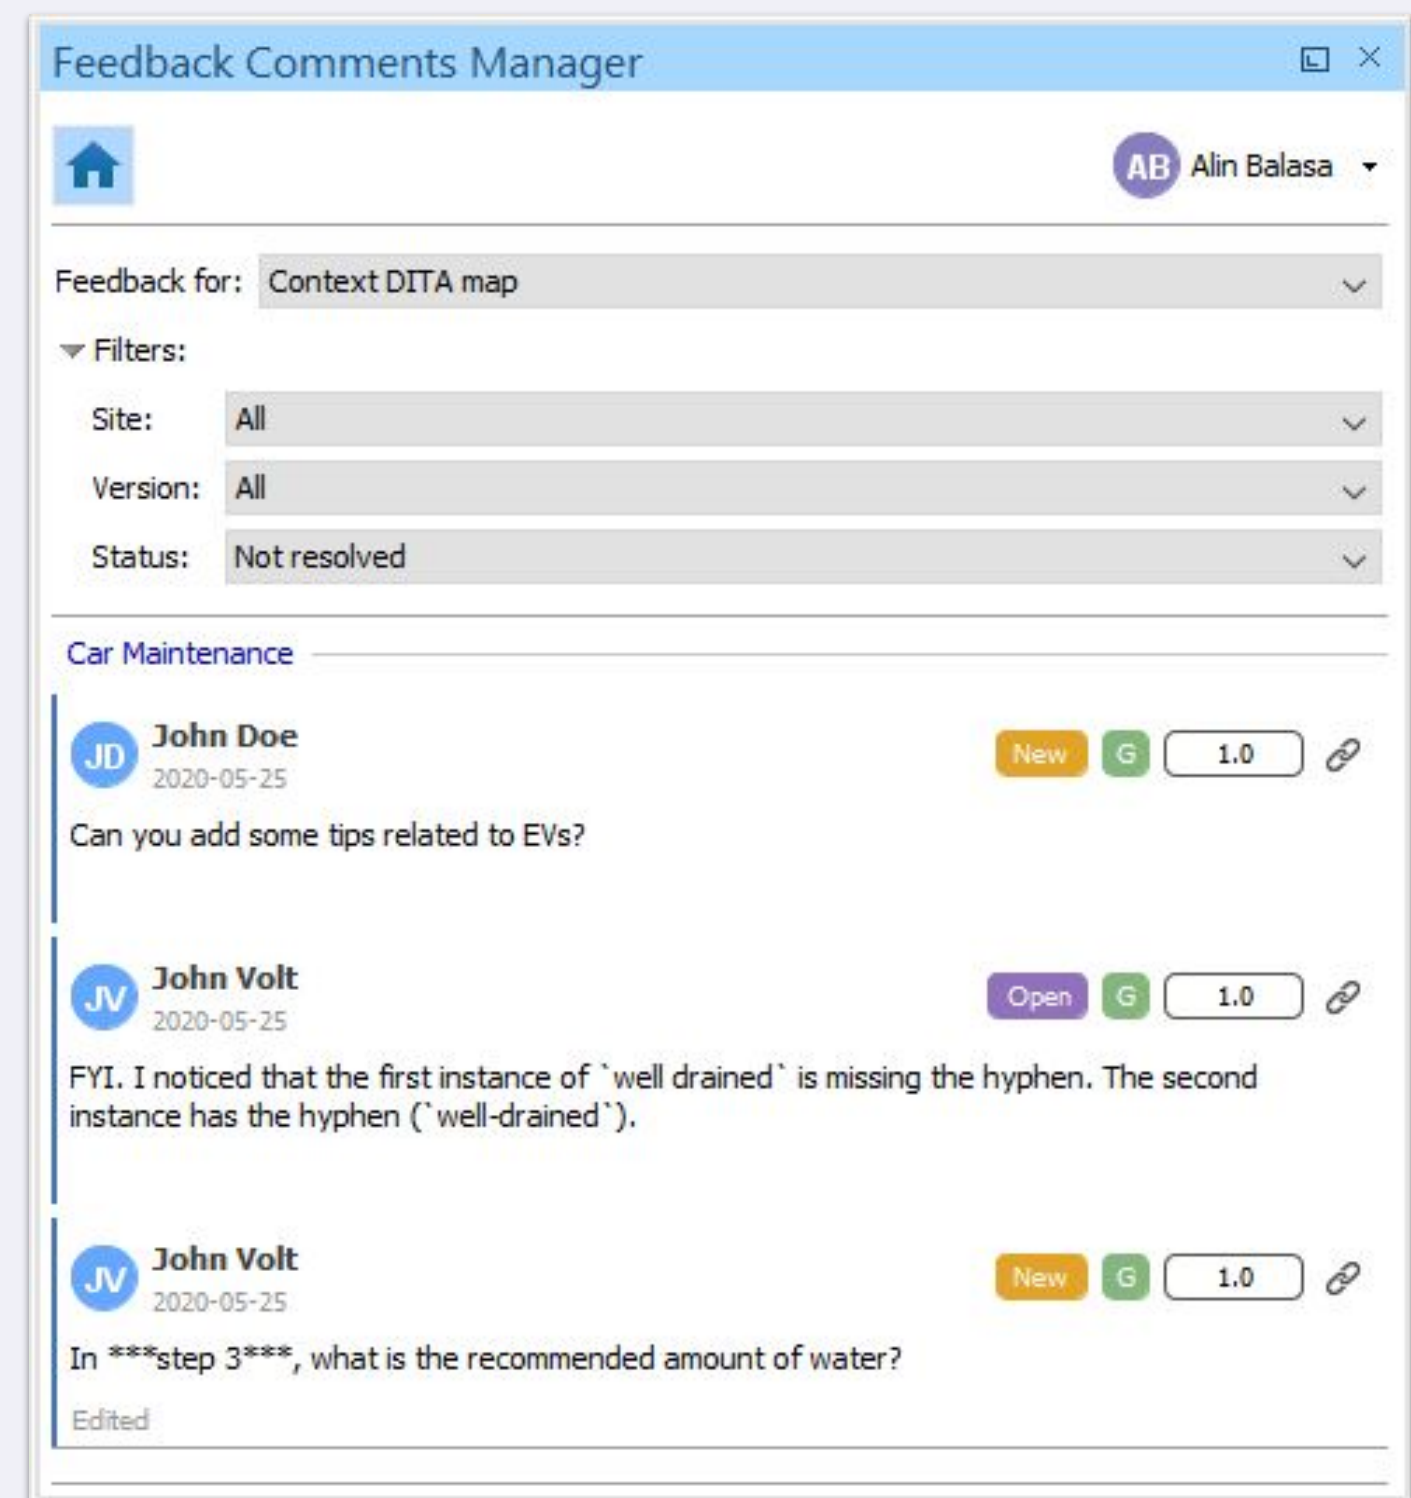 Feedback Comments Manager
AB Alin Balasa
Feedback for: Context DITA map
Filters:
Site: All
Version: All
Status: Not resolved
Car Maintenance
JD John Doe New G 1.0
2020-05-25
Can you add some tips related to EVs?
JV John Volt Open G 1.0
2020-05-25
FYI. I noticed that the first instance of `well drained` is missing the hyphen. The second
instance has the hyphen (`well-drained`).
JV John Volt New G 1.0
2020-05-25
In ***step 3***, what is the recommended amount of water?
Edited